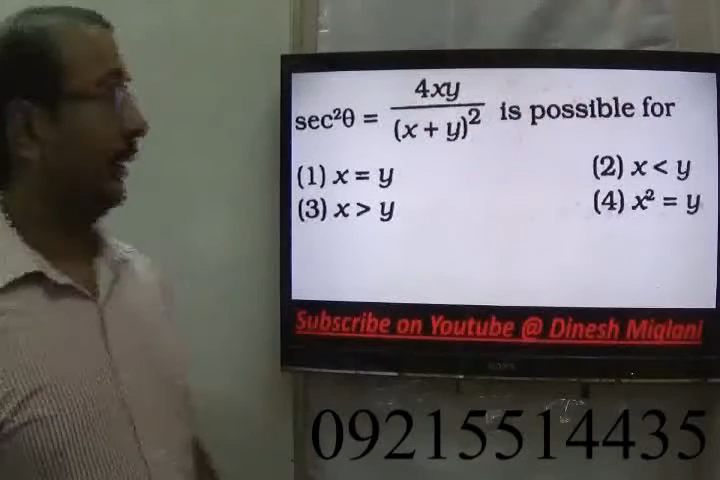 sec²θ = 4xy / (x + y)² is possible for
(1) x = y (2) x < y
(3) x > y (4) x² = y
Subscribe on Youtube @ Dinesh Miglani
09215514435